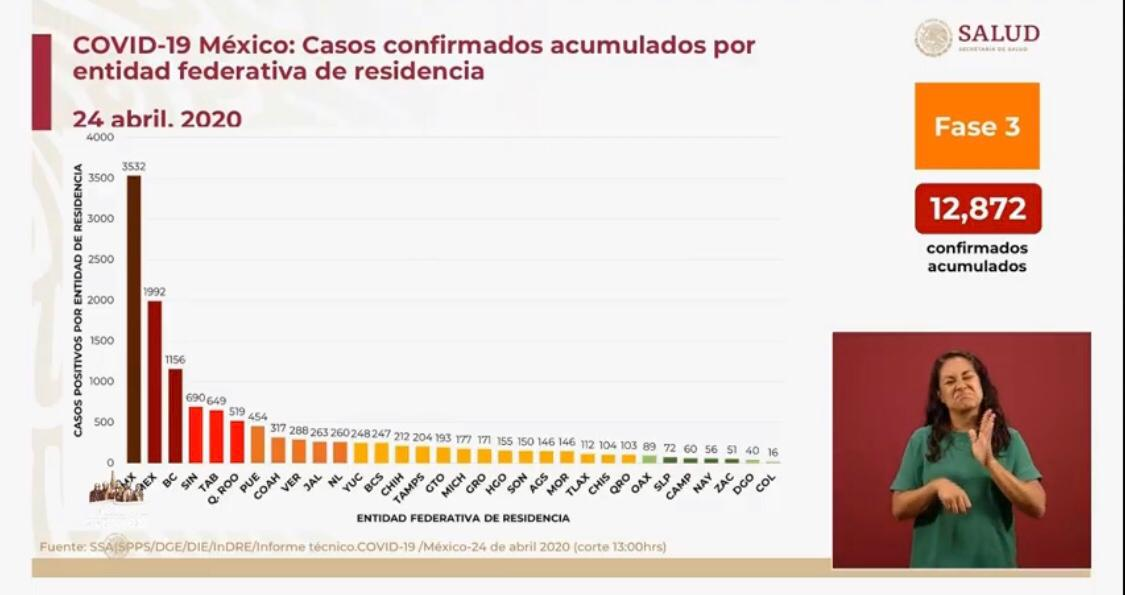 COVID-19 México: Casos confirmados acumulados por
entidad federativa de residencia
24 abril. 2020
SALUD
SECRETARÍA DE SALUD
Fase 3
12,872
confirmados
acumulados
CASOS POSITIVOS POR ENTIDAD DE RESIDENCIA
4000
3500
3000
2500
2000
1500
1000
500
0
3532 1992 1156 690 649 519 454 317 288 263 260 248 247 212 204 193 177 171 155 150 146 146 112 104 103 89 72 60 56 51 40 16
BC SIN TAB Q. ROO PUE COAH VER JAL NL YUC BCS CHIH TAMPS GTO MICH GRO HGO SON AGS MOR TLAX CHIS QRO OAX SLP CAMP NAY ZAC DGO COL
ENTIDAD FEDERATIVA DE RESIDENCIA
Fuente: SSA(SPPS/DGE/DIE/InDRE/Informe técnico.COVID-19 /México-24 de abril 2020 (corte 13:00hrs)